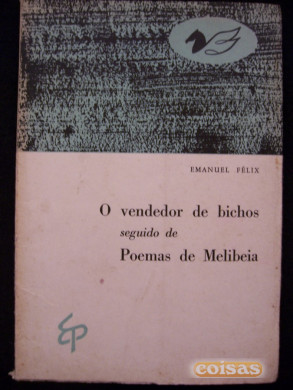 EMANUEL FÉLIX
O vendedor de bichos
seguido de
Poemas de Melibeia
EP
coisas